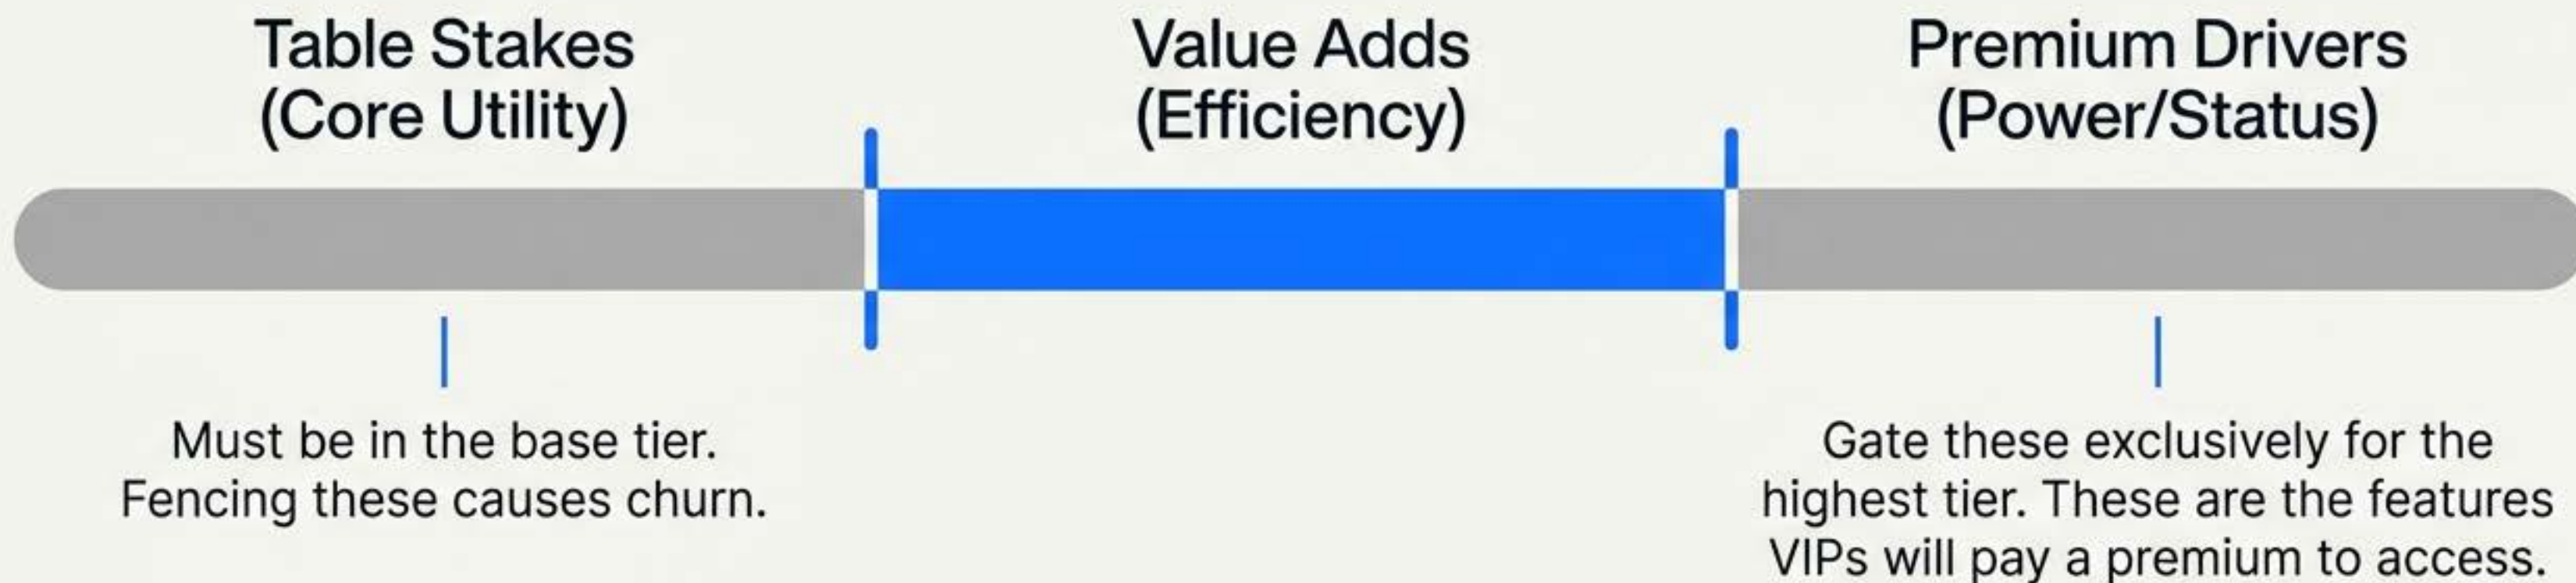 Table Stakes
(Core Utility)
Value Adds
(Efficiency)
Premium Drivers
(Power/Status)
Must be in the base tier.
Fencing these causes churn.
Gate these exclusively for the
highest tier. These are the features
VIPs will pay a premium to access.